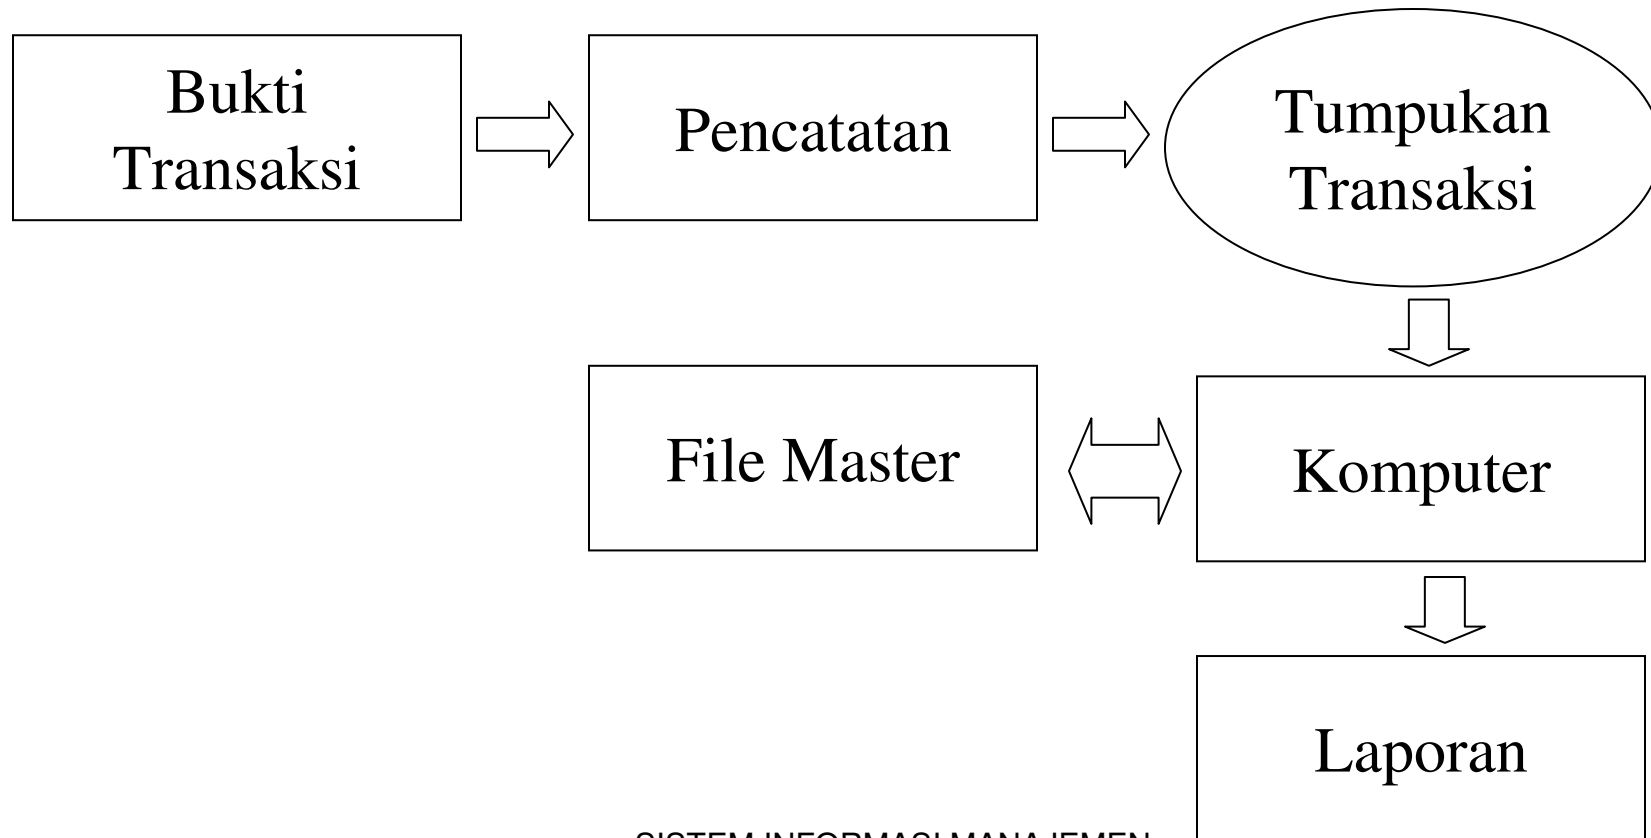 Bukti
Transaksi
Pencatatan
Tumpukan
Transaksi
File Master
Komputer
Laporan
SISTEM INFORMASI MANAJEMEN